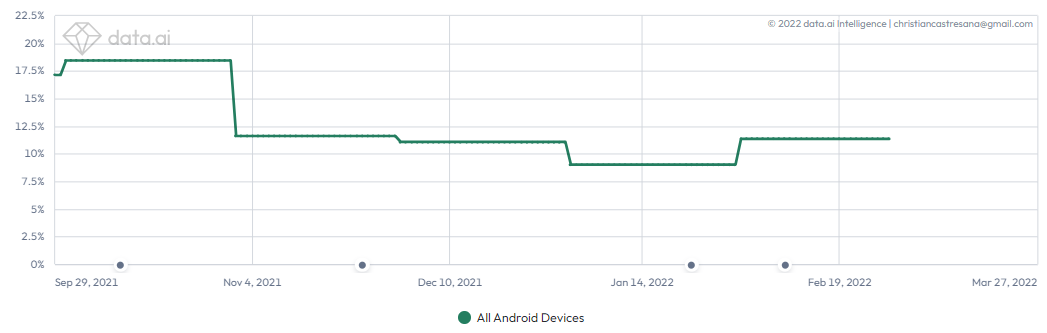 22.5%
© 2022 data.ai Intelligence | christiancastresana@gmail.com
data.ai
20%
17.5%
15%
12.5%
10%
7.5%
5%
2.5%
0%
Sep 29, 2021 Nov 4, 2021 Dec 10, 2021 Jan 14, 2022 Feb 19, 2022 Mar 27, 2022
All Android Devices